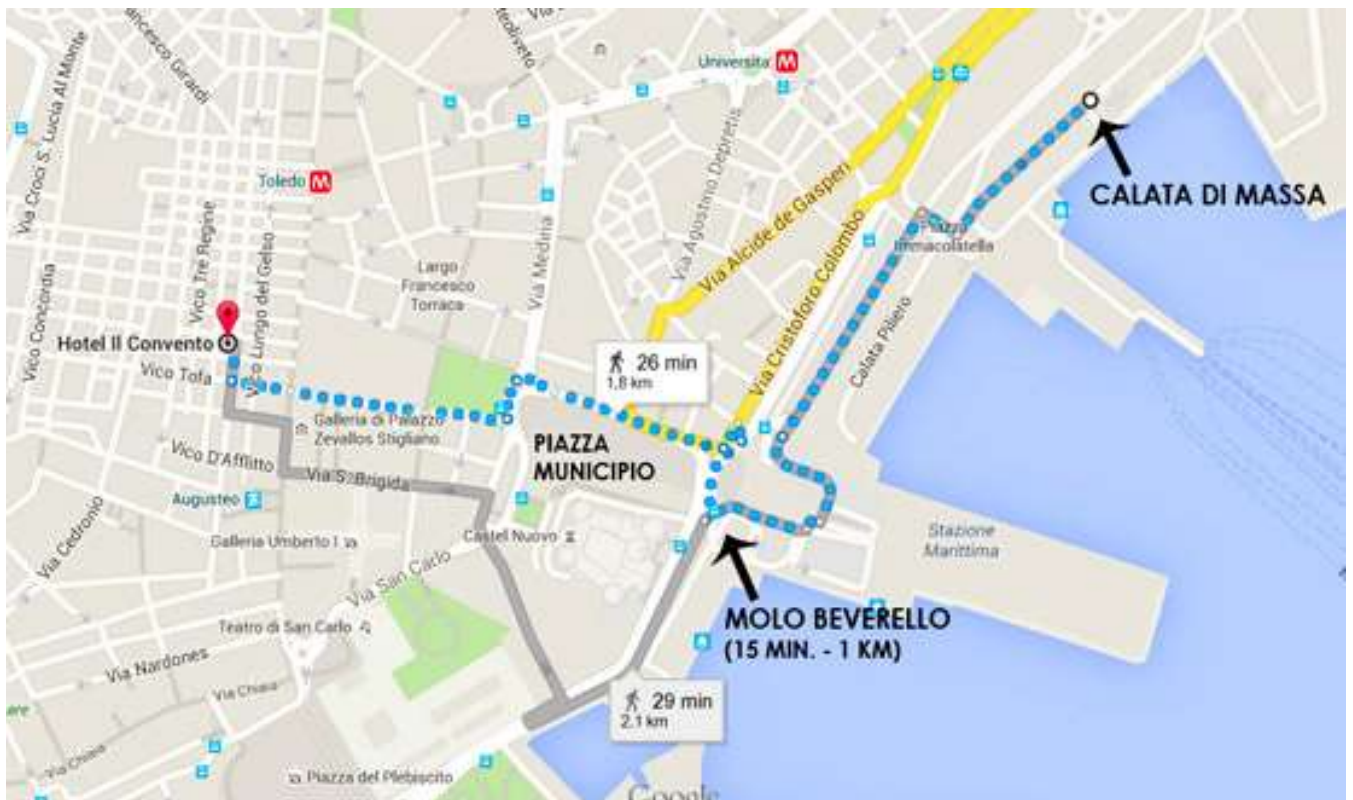 Francesco Girardi
Via Croci S. Lucia Al Monte
Universita
M
Toledo
M
Via Agostino Depretis
Via Alcide de Gasperi
CALATA DI MASSA
Piazza
Immacolatella
Via Medina
Largo
Francesco
Torraca
Vico Tre Regine
Vico Lungo del Gelso
Vico Concordia
Via Cristoforo Colombo
Calata Piliero
Hotel Il Convento
Vico Tofa
26 min
1,8 km
Galleria di Palazzo
Zevallos Stigliano
PIAZZA
MUNICIPIO
Vico D'Afflitto
Via S. Brigida
Augusteo
Via Cedronio
Galleria Umberto I
Castel Nuovo
Stazione
Marittima
Via San Carlo
Teatro di San Carlo
MOLO BEVERELLO
(15 MIN. - 1 KM)
Via Nardones
Via Chiaia
29 min
2,1 km
Via Chiaia
Piazza del Plebiscito
Google